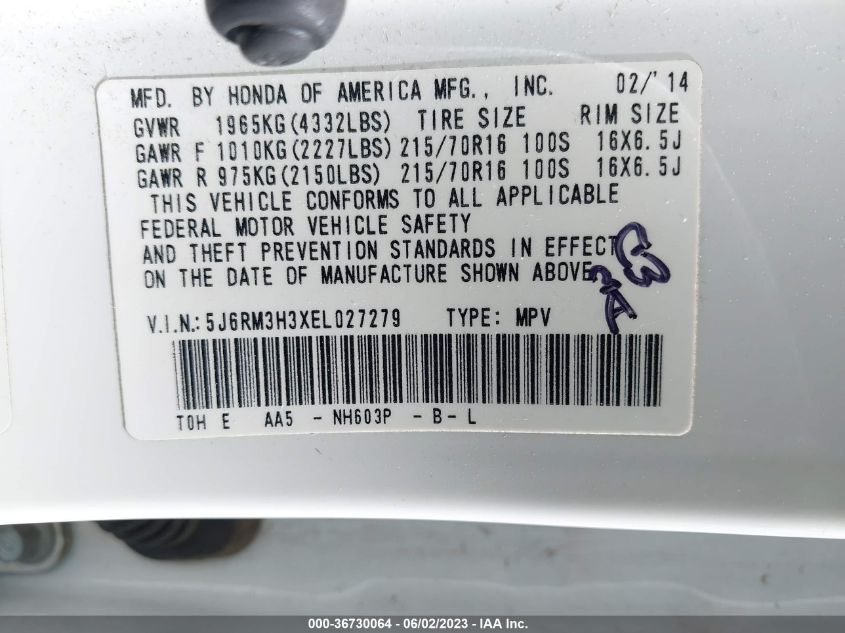 MFD. BY HONDA OF AMERICA MFG., INC. 02/'14
GVWR 1965KG(4332LBS) TIRE SIZE RIM SIZE
GAWR F 1010KG(2227LBS) 215/70R16 100S 16X6.5J
GAWR R 975KG(2150LBS) 215/70R16 100S 16X6.5J
THIS VEHICLE CONFORMS TO ALL APPLICABLE
FEDERAL MOTOR VEHICLE SAFETY
AND THEFT PREVENTION STANDARDS IN EFFECT
ON THE DATE OF MANUFACTURE SHOWN ABOVE.
V.I.N.: 5J6RM3H3XEL027279 TYPE: MPV
TOH E AA5 - NH603P - B - L
000-36730064 - 06/02/2023 - IAA Inc.